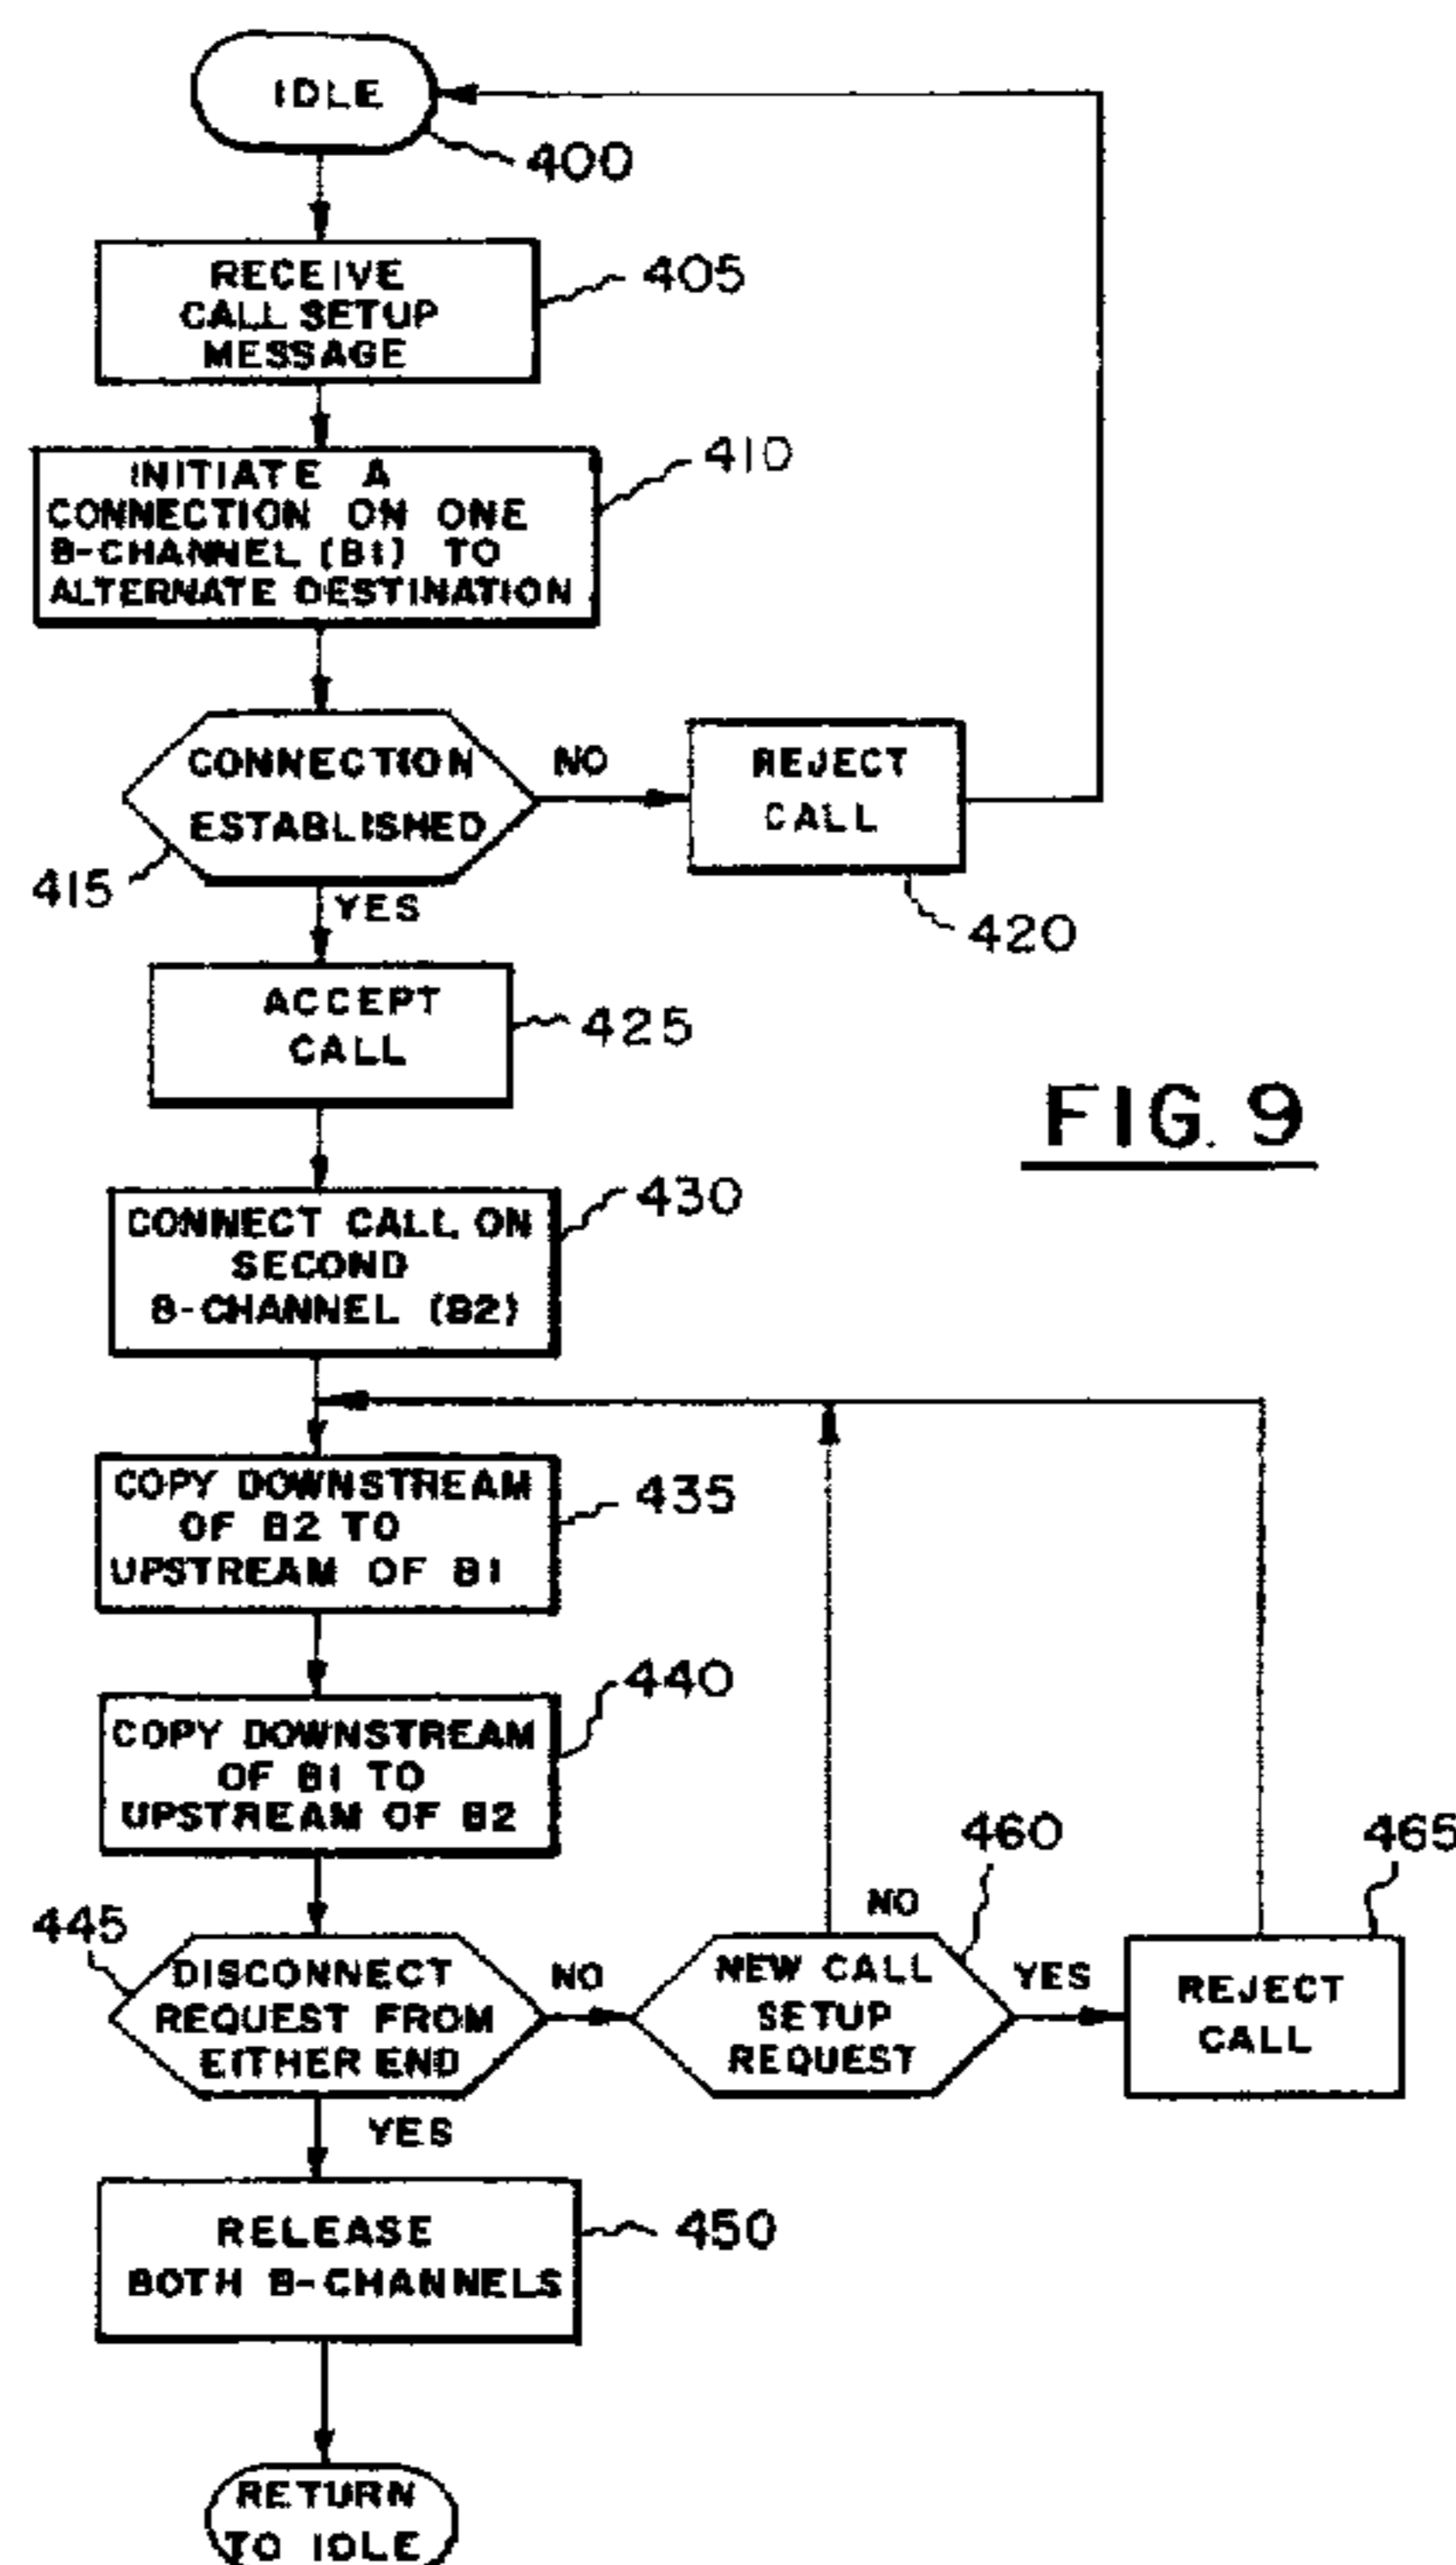 IDLE
400
RECEIVE
CALL SETUP
MESSAGE
405
INITIATE A
CONNECTION ON ONE
B-CHANNEL (B1) TO
ALTERNATE DESTINATION
410
CONNECTION
ESTABLISHED
415
NO
REJECT
CALL
420
YES
ACCEPT
CALL
425
FIG. 9
CONNECT CALL ON
SECOND
B-CHANNEL (B2)
430
COPY DOWNSTREAM
OF B2 TO
UPSTREAM OF B1
435
COPY DOWNSTREAM
OF B1 TO
UPSTREAM OF B2
440
445
DISCONNECT
REQUEST FROM
EITHER END
NO
NEW CALL
SETUP
REQUEST
460
NO
YES
REJECT
CALL
465
YES
RELEASE
BOTH B-CHANNELS
450
RETURN
TO IDLE